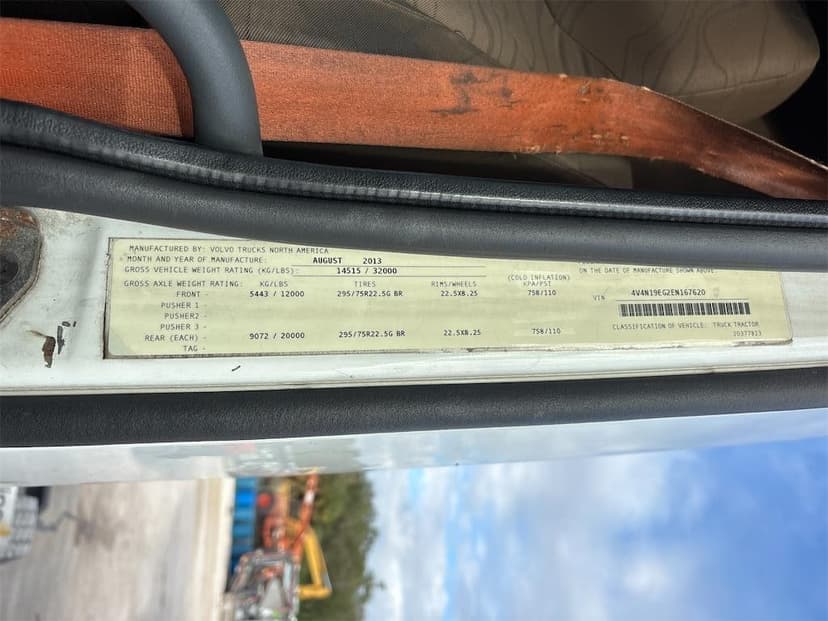 MANUFACTURED BY: VOLVO TRUCKS NORTH AMERICA
MONTH AND YEAR OF MANUFACTURE: AUGUST 2013
GROSS VEHICLE WEIGHT RATING (KG/LBS): 14515 / 32000
GROSS AXLE WEIGHT RATING: KG/LBS TIRES RIMS/WHEELS (COLD INFLATION) KPA/PSI
FRONT - 5443 / 12000 295/75R22.5G BR 22.5X8.25 758/110
PUSHER 1 -
PUSHER2 -
PUSHER 3 -
REAR (EACH) - 9072 / 20000 295/75R22.5G BR 22.5X8.25 758/110
TAG -
ON THE DATE OF MANUFACTURE SHOWN ABOVE.
VIN 4V4N19EG2EN167620
CLASSIFICATION OF VEHICLE: TRUCK TRACTOR
20377823